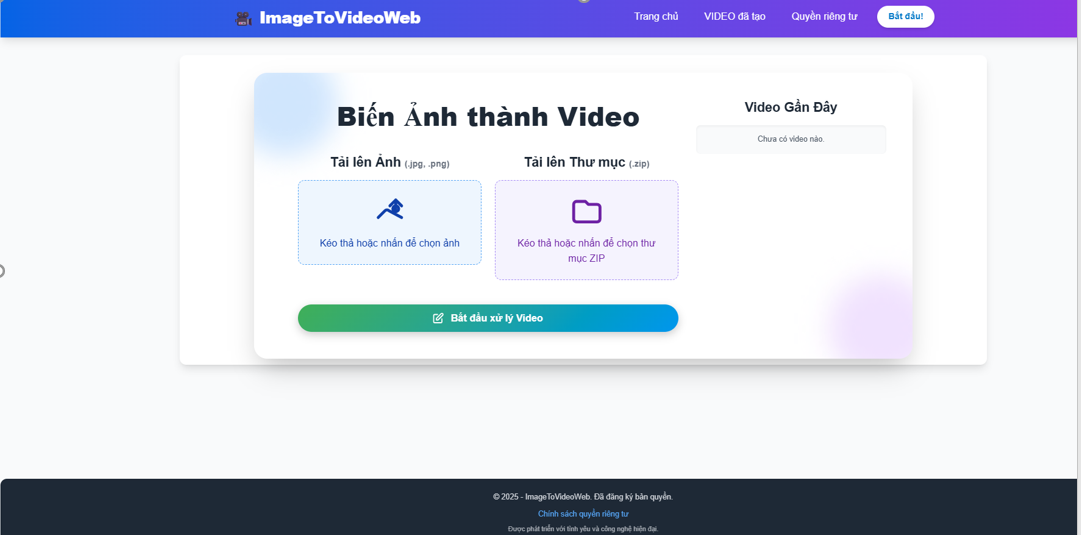 ImageToVideoWeb
Trang chủ
VIDEO đã tạo
Quyền riêng tư
Bắt đầu!
Biến Ảnh thành Video
Tải lên Ảnh (.jpg, .png)
Kéo thả hoặc nhấn để chọn ảnh
Tải lên Thư mục (.zip)
Kéo thả hoặc nhấn để chọn thư
mục ZIP
Bắt đầu xử lý Video
Video Gần Đây
Chưa có video nào.
© 2025 - ImageToVideoWeb. Đã đăng ký bản quyền.
Chính sách quyền riêng tư
Được phát triển với tình yêu và công nghệ hiện đại.